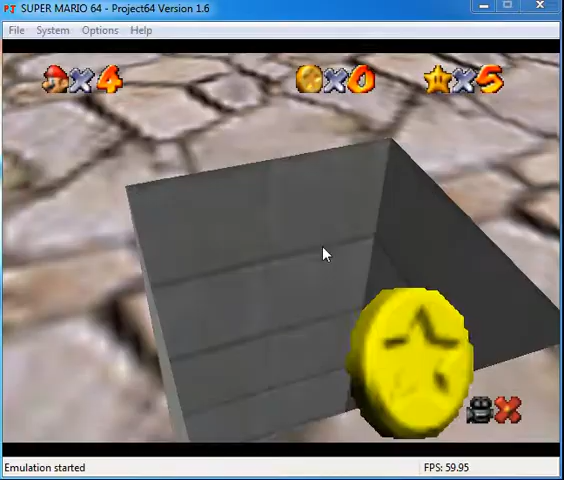 SUPER MARIO 64 - Project64 Version 1.6
File System Options Help
×4 ×0 ×5
Emulation started FPS: 59.95